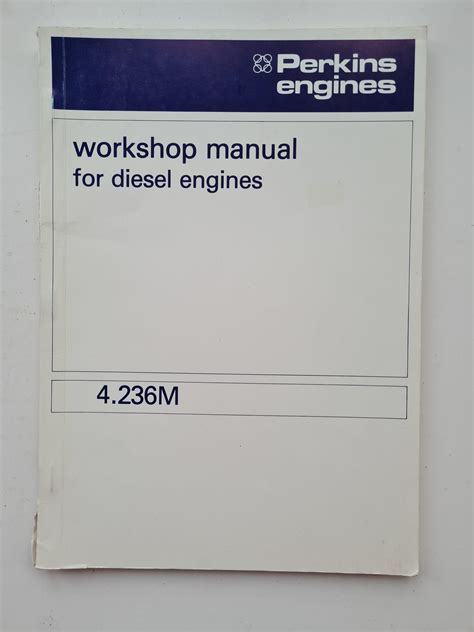 Perkins
engines
workshop manual
for diesel engines
4.236M